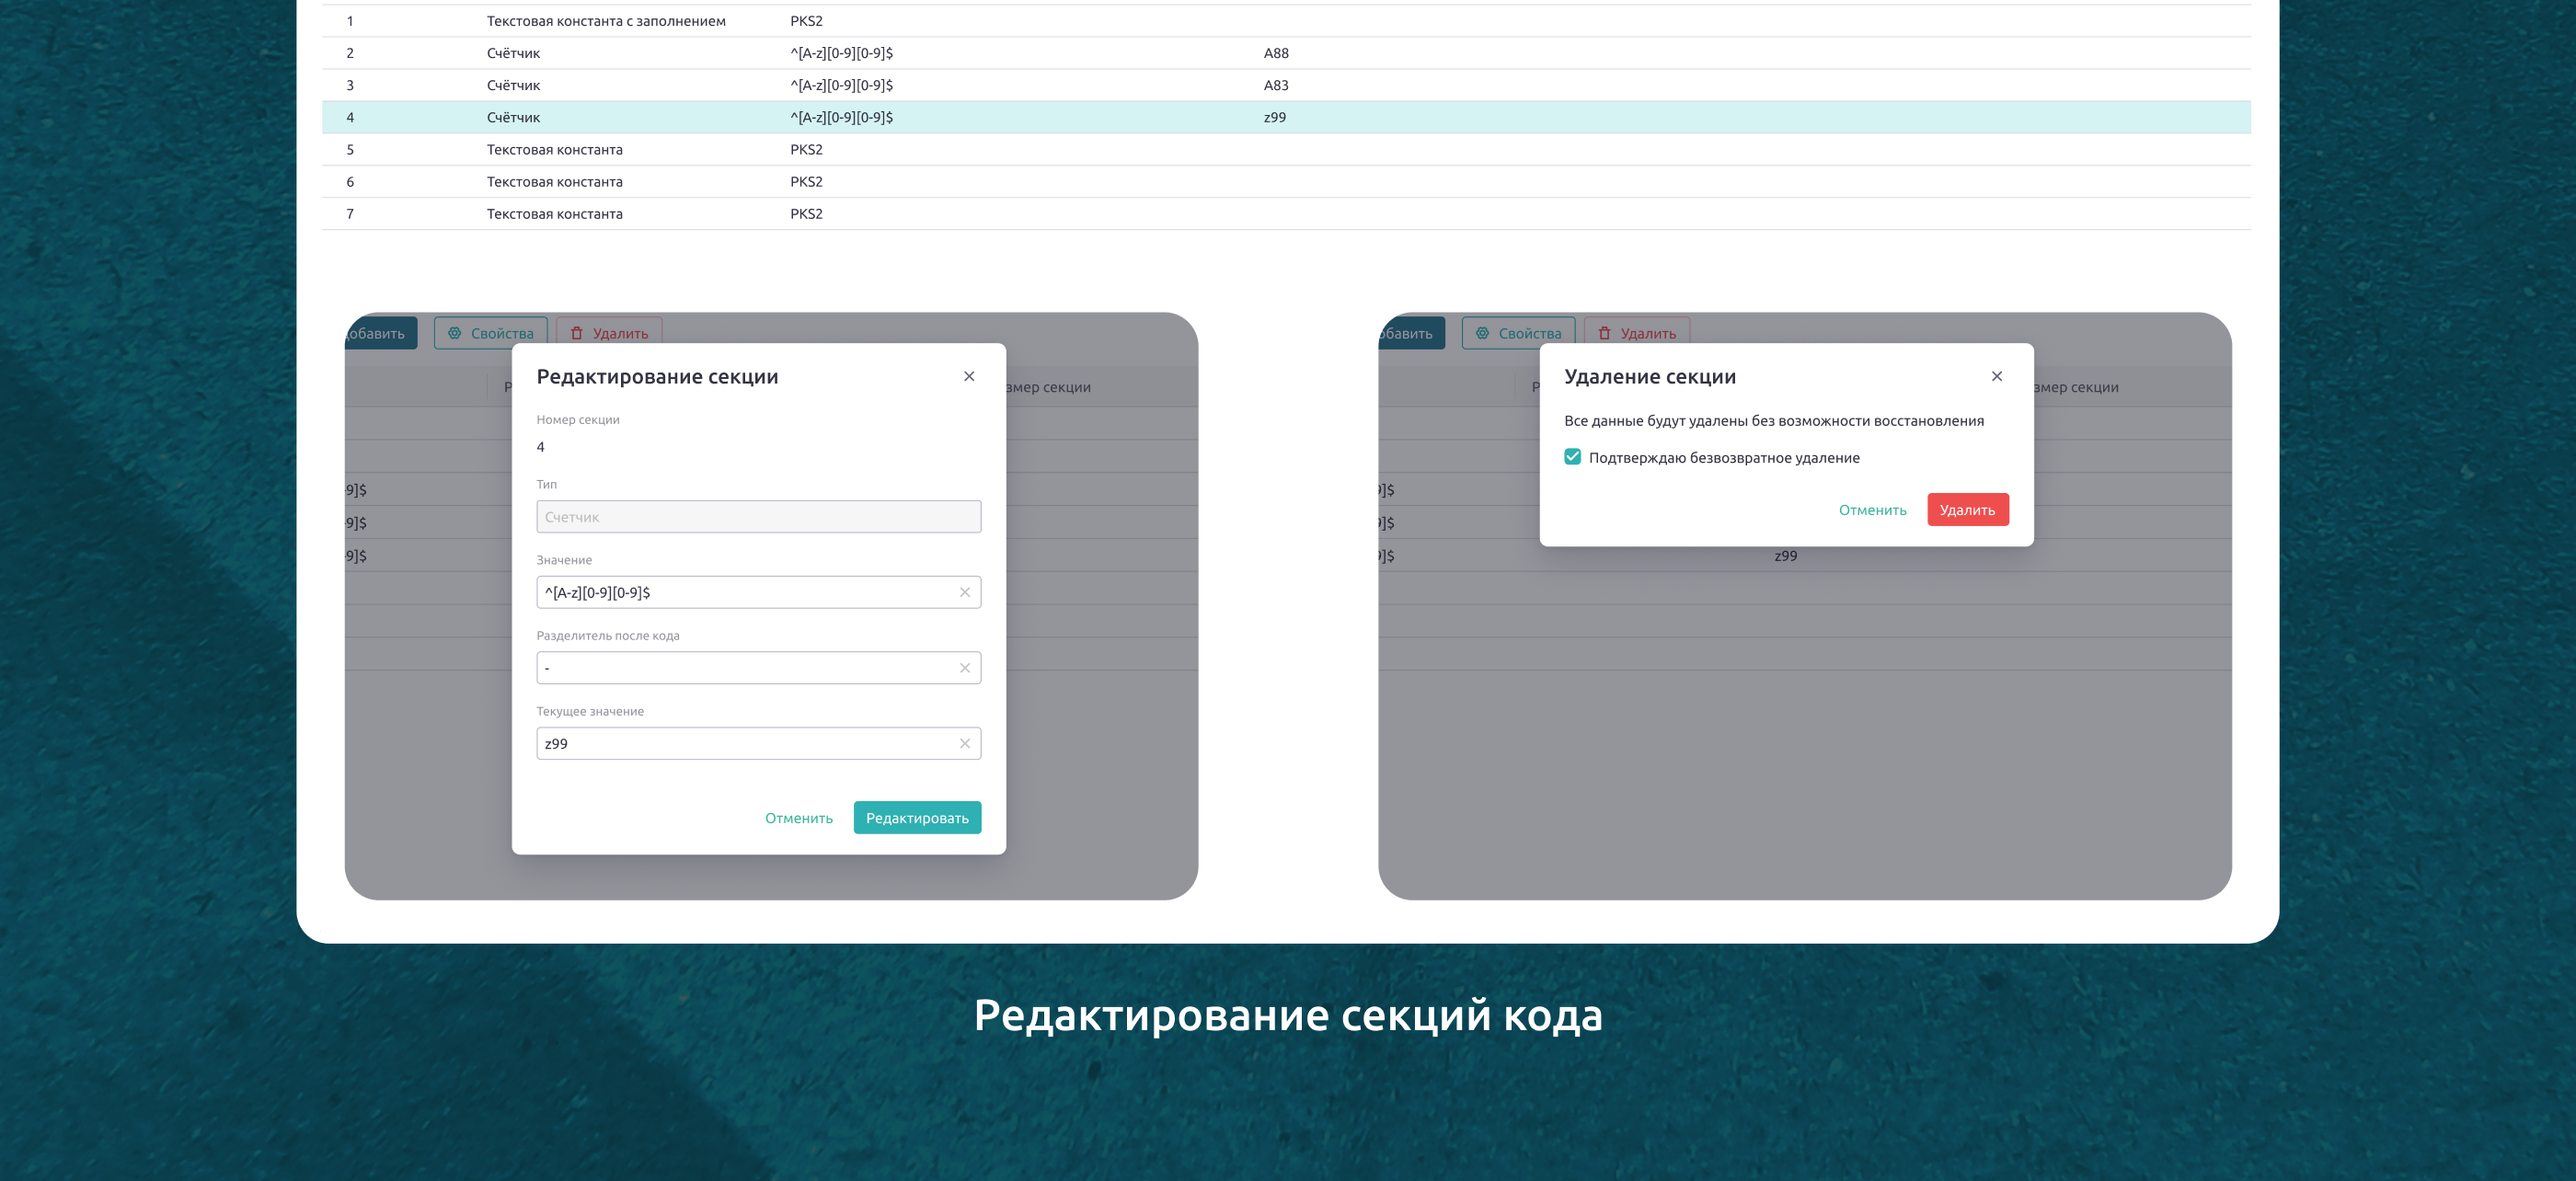 1 Текстовая константа с заполнением PKS2
2 Счётчик ^[A-z][0-9][0-9]$ A88
3 Счётчик ^[A-z][0-9][0-9]$ A83
4 Счётчик ^[A-z][0-9][0-9]$ z99
5 Текстовая константа PKS2
6 Текстовая константа PKS2
7 Текстовая константа PKS2
обавить Свойства Удалить
Редактирование секции
змер секции
Номер секции
4
Тип
Счетчик
-9]$
-9]$
-9]$
Значение
^[A-z][0-9][0-9]$
Разделитель после кода
-
Текущее значение
z99
Отменить Редактировать
бавить Свойства Удалить
Удаление секции
змер секции
Все данные будут удалены без возможности восстановления
Подтверждаю безвозвратное удаление
Отменить Удалить
9]$
9]$
9]$ z99
Редактирование секций кода